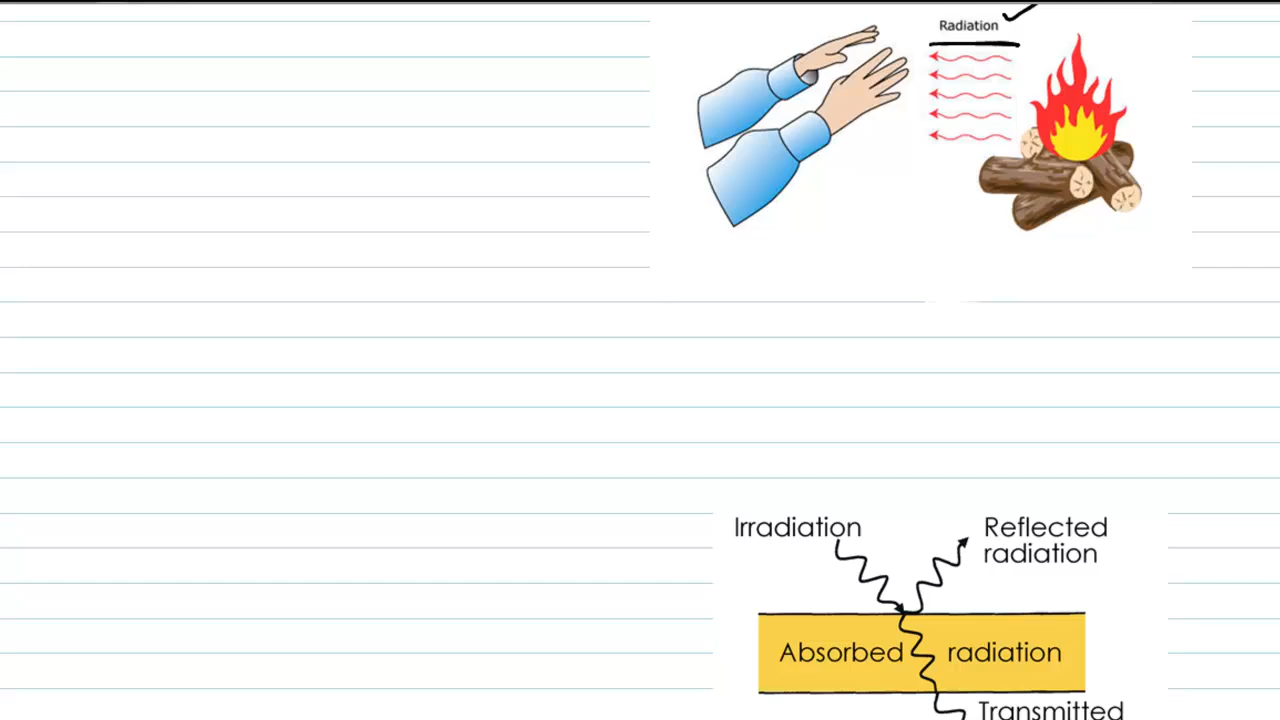 Radiation
Irradiation
Reflected
radiation
Absorbed radiation
Transmitted